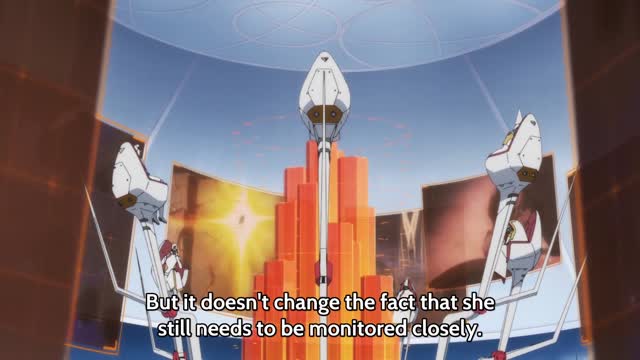 But it doesn't change the fact that she
still needs to be monitored closely.